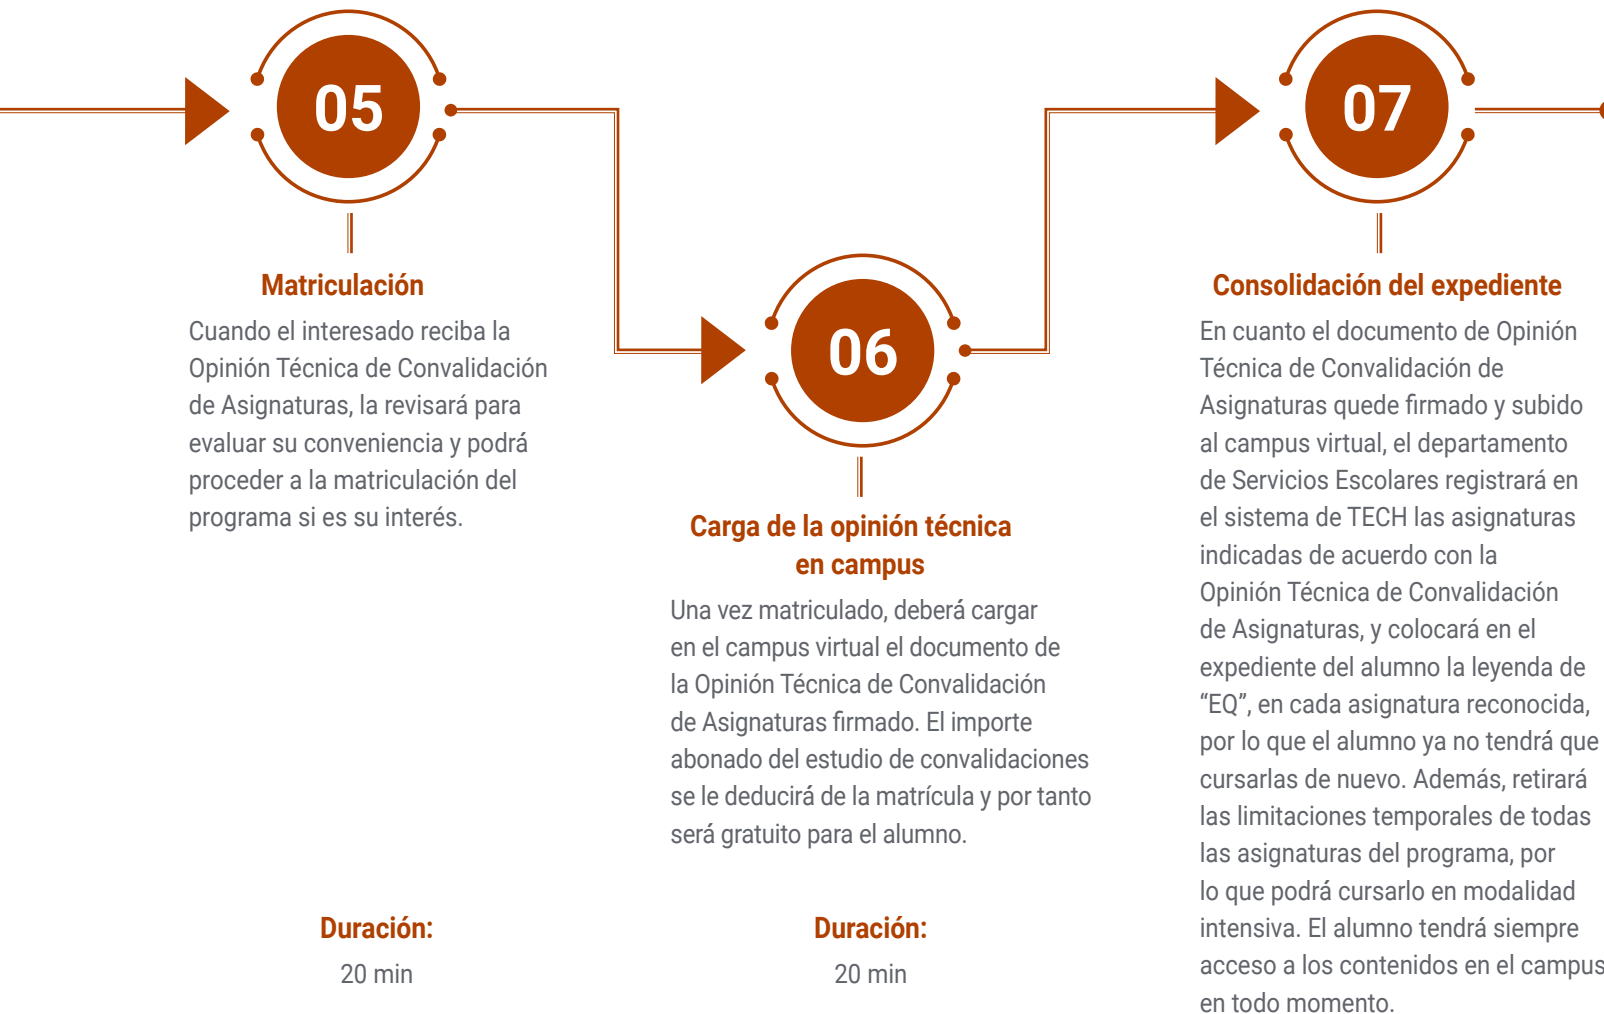 05
Matriculación
Cuando el interesado reciba la
Opinión Técnica de Convalidación
de Asignaturas, la revisará para
evaluar su conveniencia y podrá
proceder a la matriculación del
programa si es su interés.
Duración:
20 min
06
Carga de la opinión técnica
en campus
Una vez matriculado, deberá cargar
en el campus virtual el documento de
la Opinión Técnica de Convalidación
de Asignaturas firmado. El importe
abonado del estudio de convalidaciones
se le deducirá de la matrícula y por tanto
será gratuito para el alumno.
Duración:
20 min
07
Consolidación del expediente
En cuanto el documento de Opinión
Técnica de Convalidación de
Asignaturas quede firmado y subido
al campus virtual, el departamento
de Servicios Escolares registrará en
el sistema de TECH las asignaturas
indicadas de acuerdo con la
Opinión Técnica de Convalidación
de Asignaturas, y colocará en el
expediente del alumno la leyenda de
“EQ”, en cada asignatura reconocida,
por lo que el alumno ya no tendrá que
cursarlas de nuevo. Además, retirará
las limitaciones temporales de todas
las asignaturas del programa, por
lo que podrá cursarlo en modalidad
intensiva. El alumno tendrá siempre
acceso a los contenidos en el campus
en todo momento.